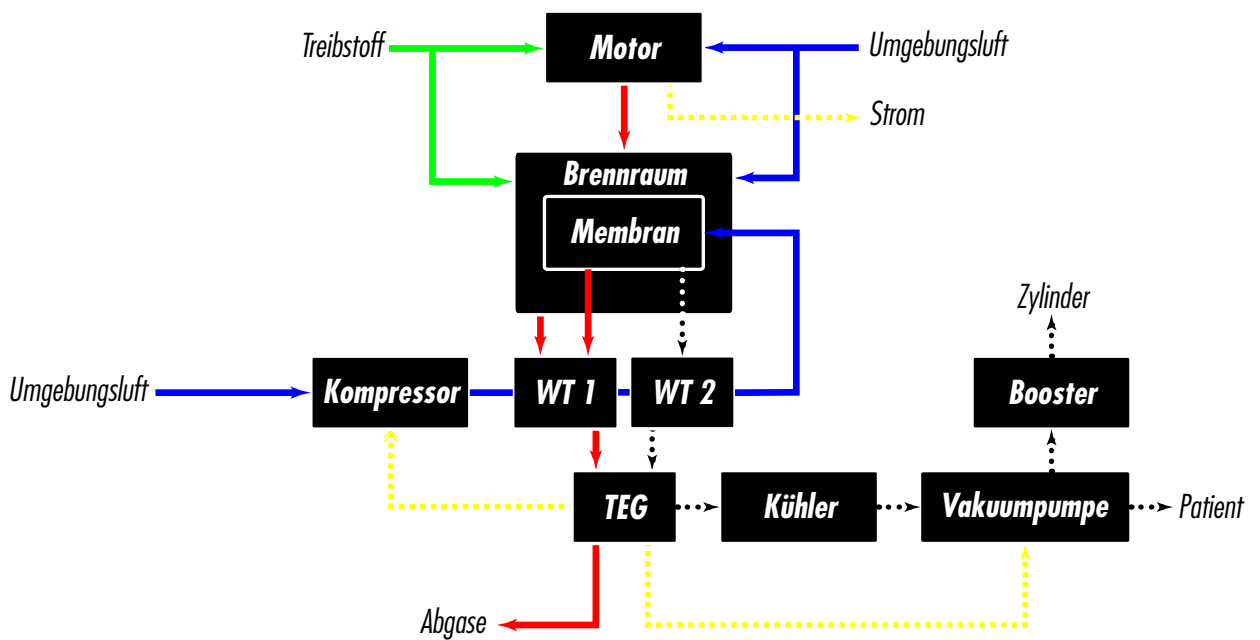 Treibstoff
Motor
Umgebungsluft
Strom
Brennraum
Membran
Zylinder
Umgebungsluft
Kompressor
WT 1
WT 2
Booster
TEG
Kühler
Vakuumpumpe
Patient
Abgase